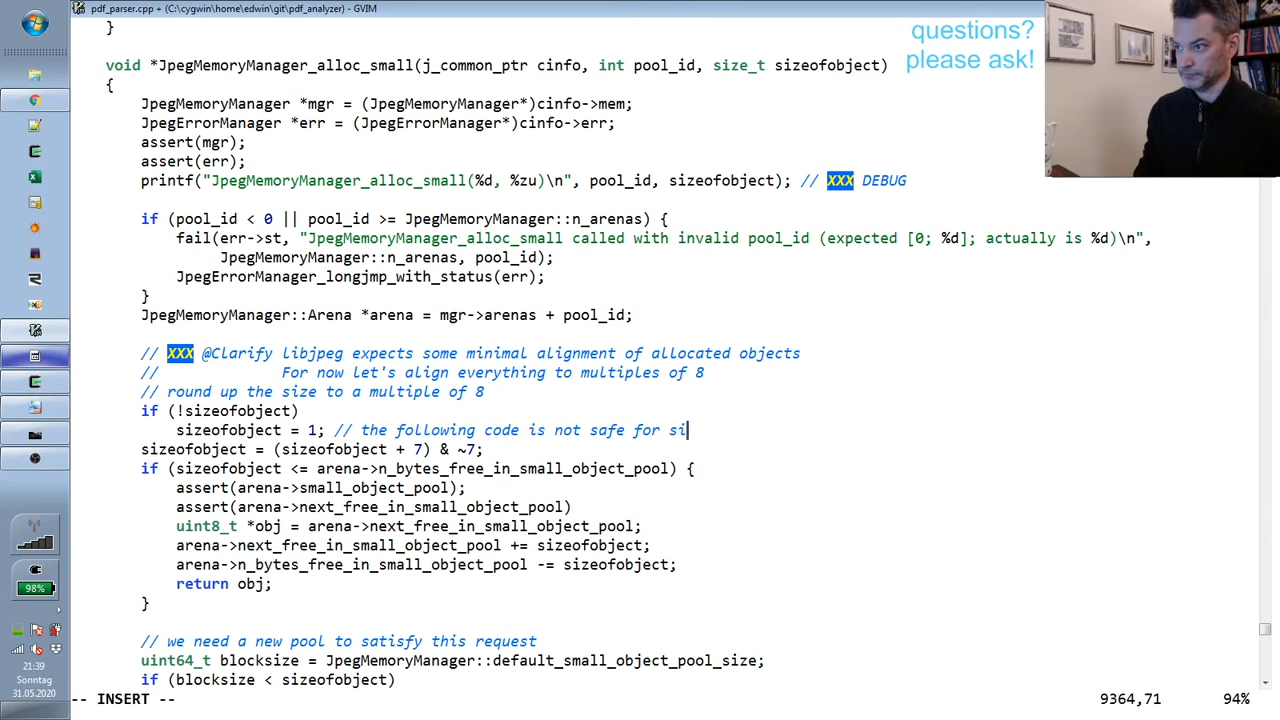 pdf_parser.cpp + (C:\cygwin\home\edwin\git\pdf_analyzer) - GVIM
}
questions?
please ask!
void *JpegMemoryManager_alloc_small(j_common_ptr cinfo, int pool_id, size_t sizeofobject)
{
JpegMemoryManager *mgr = (JpegMemoryManager*)cinfo->mem;
JpegErrorManager *err = (JpegErrorManager*)cinfo->err;
assert(mgr);
assert(err);
printf("JpegMemoryManager_alloc_small(%d, %zu)\n", pool_id, sizeofobject); // XXX DEBUG
if (pool_id < 0 || pool_id >= JpegMemoryManager::n_arenas) {
fail(err->st, "JpegMemoryManager_alloc_small called with invalid pool_id (expected [0; %d]; actually is %d)\n",
JpegMemoryManager::n_arenas, pool_id);
JpegErrorManager_longjmp_with_status(err);
}
JpegMemoryManager::Arena *arena = mgr->arenas + pool_id;
// XXX @Clarify libjpeg expects some minimal alignment of allocated objects
// For now let's align everything to multiples of 8
// round up the size to a multiple of 8
if (!sizeofobject)
sizeofobject = 1; // the following code is not safe for si
sizeofobject = (sizeofobject + 7) & ~7;
if (sizeofobject <= arena->n_bytes_free_in_small_object_pool) {
assert(arena->small_object_pool);
assert(arena->next_free_in_small_object_pool)
uint8_t *obj = arena->next_free_in_small_object_pool;
arena->next_free_in_small_object_pool += sizeofobject;
arena->n_bytes_free_in_small_object_pool -= sizeofobject;
return obj;
}
// we need a new pool to satisfy this request
uint64_t blocksize = JpegMemoryManager::default_small_object_pool_size;
if (blocksize < sizeofobject)
-- INSERT --
9364,71
94%
98%
21:39
Sonntag
31.05.2020